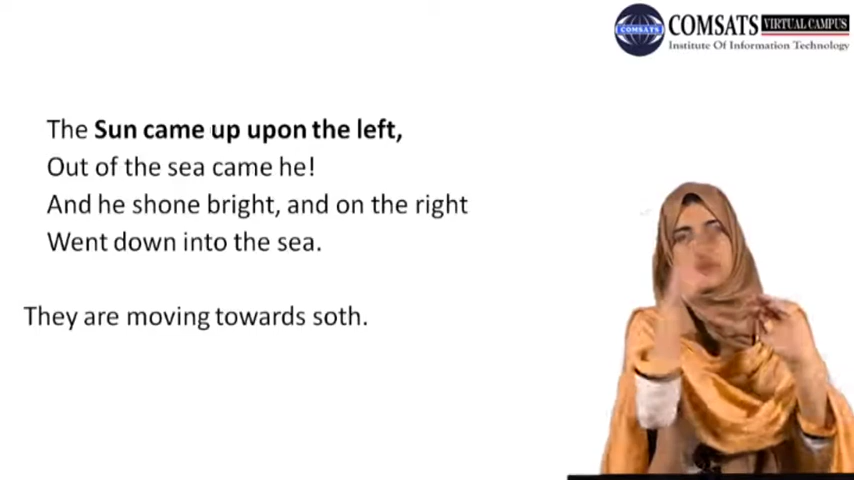 COMSATS VIRTUAL CAMPUS
COMSATS
Institute Of Information Technology
The Sun came up upon the left,
Out of the sea came he!
And he shone bright, and on the right
Went down into the sea.
They are moving towards soth.